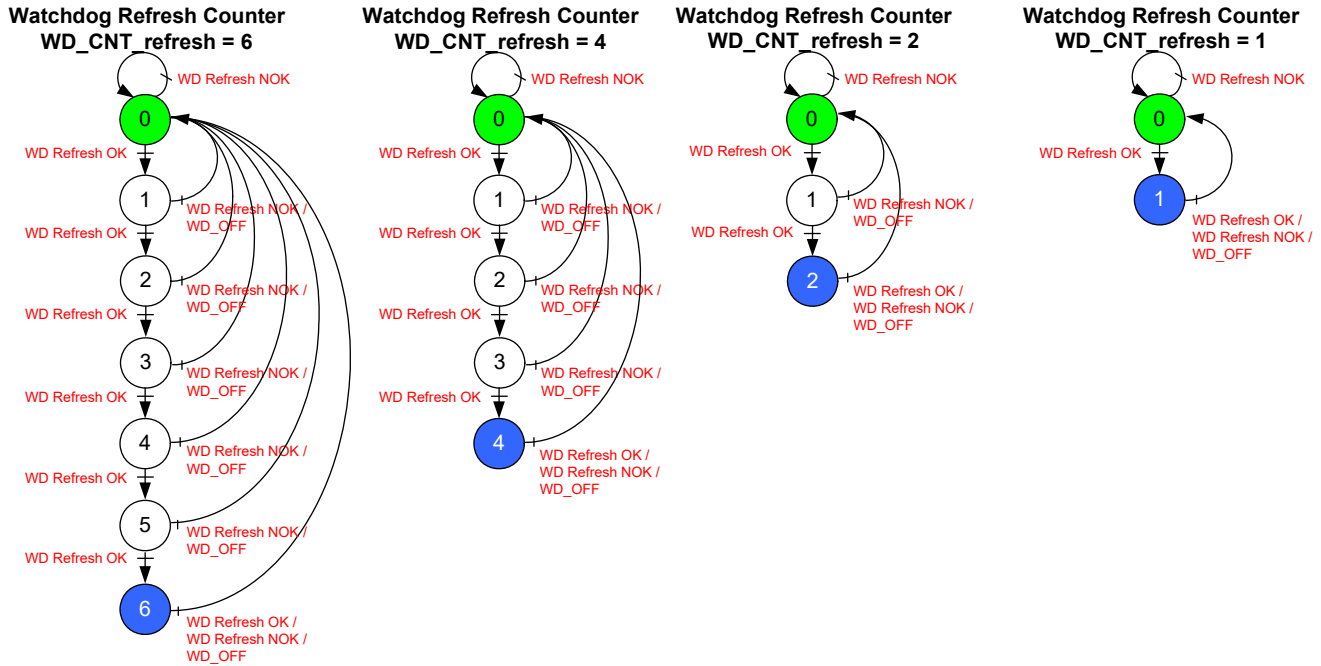 Watchdog Refresh Counter
WD_CNT_refresh = 6
WD Refresh NOK
0
WD Refresh OK
1
WD Refresh NOK /
WD_OFF
WD Refresh OK
2
WD Refresh NOK /
WD_OFF
WD Refresh OK
3
WD Refresh NOK /
WD_OFF
WD Refresh OK
4
WD Refresh NOK /
WD_OFF
WD Refresh OK
5
WD Refresh NOK /
WD_OFF
WD Refresh OK
6
WD Refresh OK /
WD Refresh NOK /
WD_OFF
Watchdog Refresh Counter
WD_CNT_refresh = 4
WD Refresh NOK
0
WD Refresh OK
1
WD Refresh NOK /
WD_OFF
WD Refresh OK
2
WD Refresh NOK /
WD_OFF
WD Refresh OK
3
WD Refresh NOK /
WD_OFF
WD Refresh OK
4
WD Refresh OK /
WD Refresh NOK /
WD_OFF
Watchdog Refresh Counter
WD_CNT_refresh = 2
WD Refresh NOK
0
WD Refresh OK
1
WD Refresh NOK /
WD_OFF
WD Refresh OK
2
WD Refresh OK /
WD Refresh NOK /
WD_OFF
Watchdog Refresh Counter
WD_CNT_refresh = 1
WD Refresh NOK
0
WD Refresh OK
1
WD Refresh OK /
WD Refresh NOK /
WD_OFF